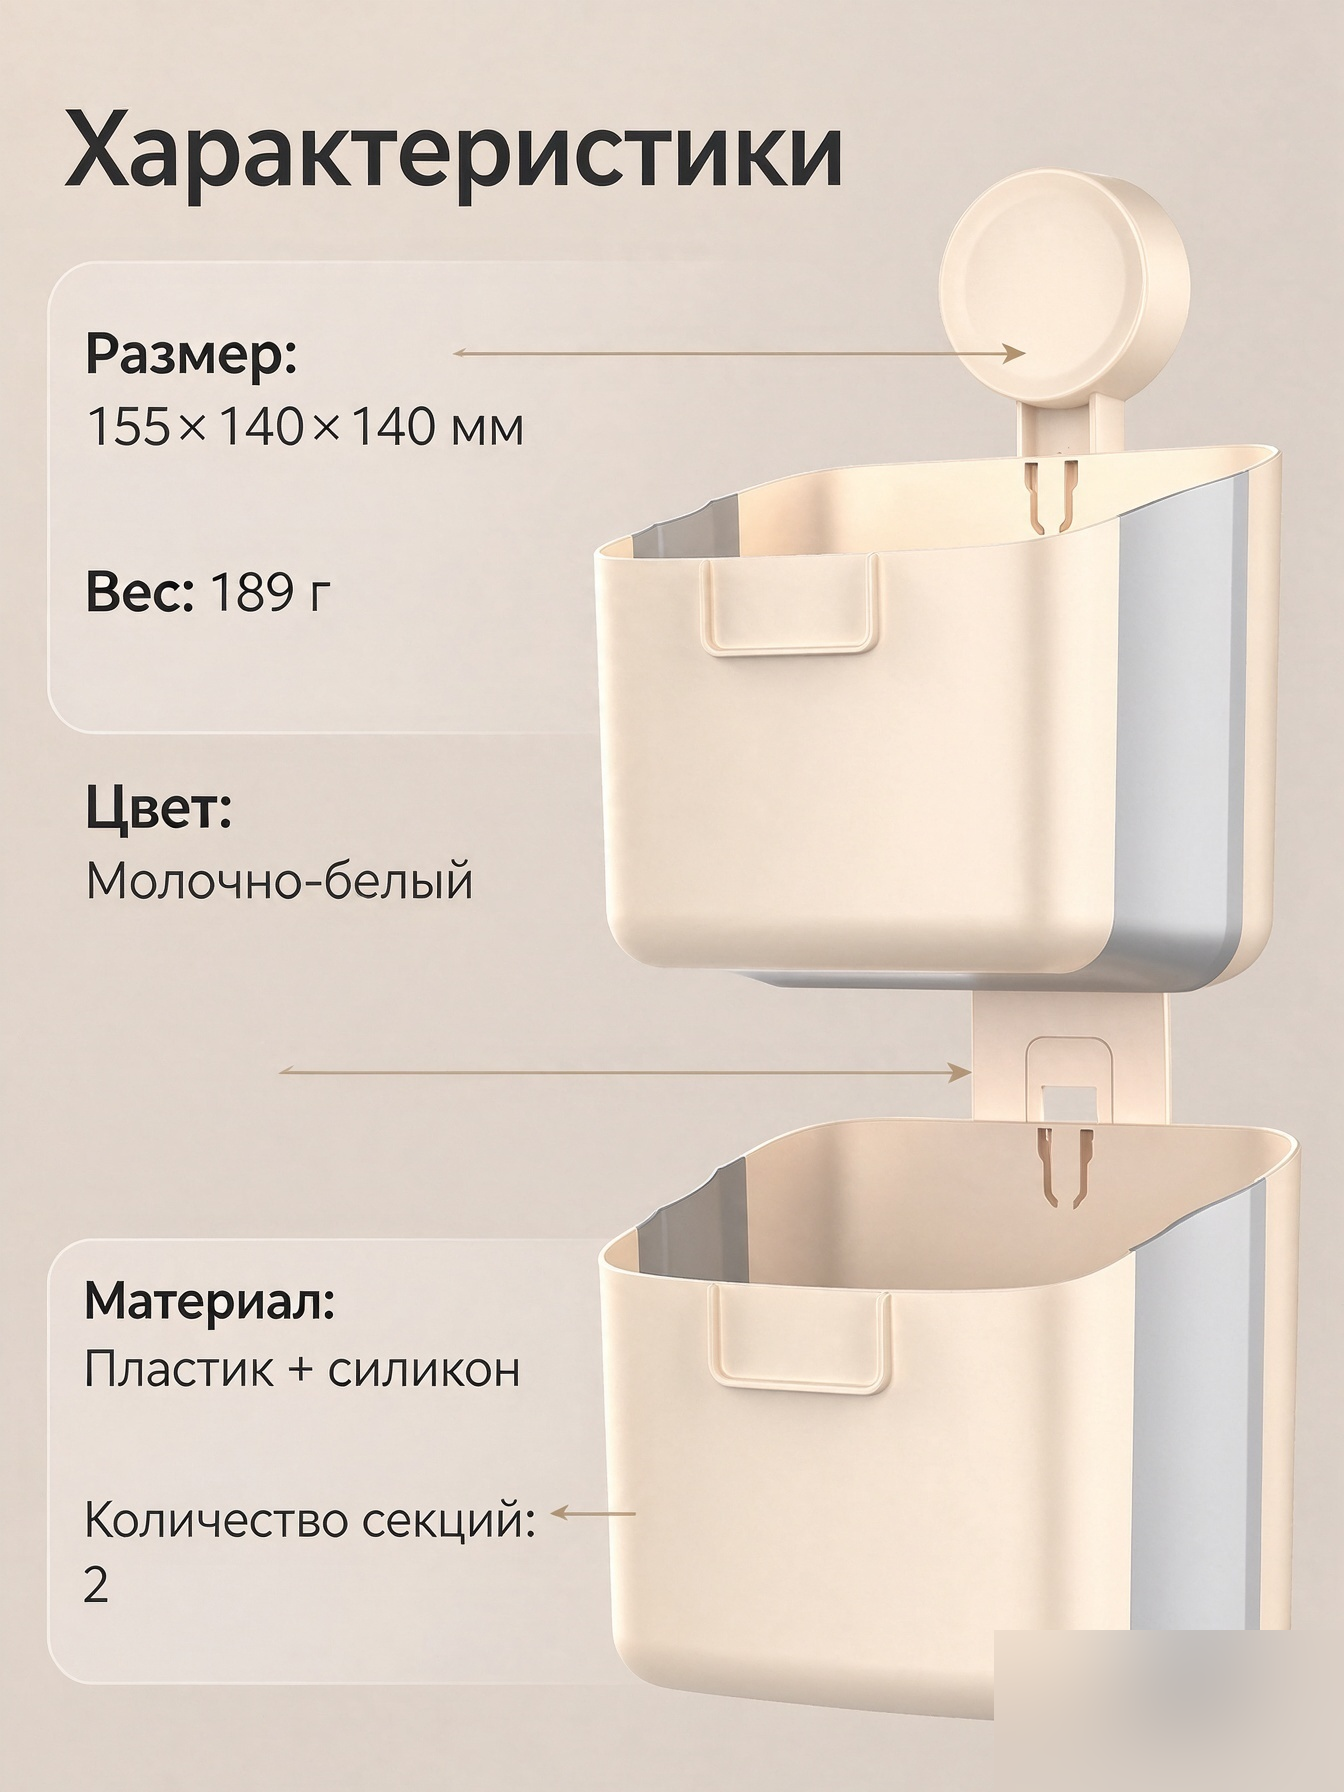 Характеристики
Размер:
155×140×140 мм
Вес: 189 г
Цвет:
Молочно-белый
Материал:
Пластик + силикон
Количество секций:
2